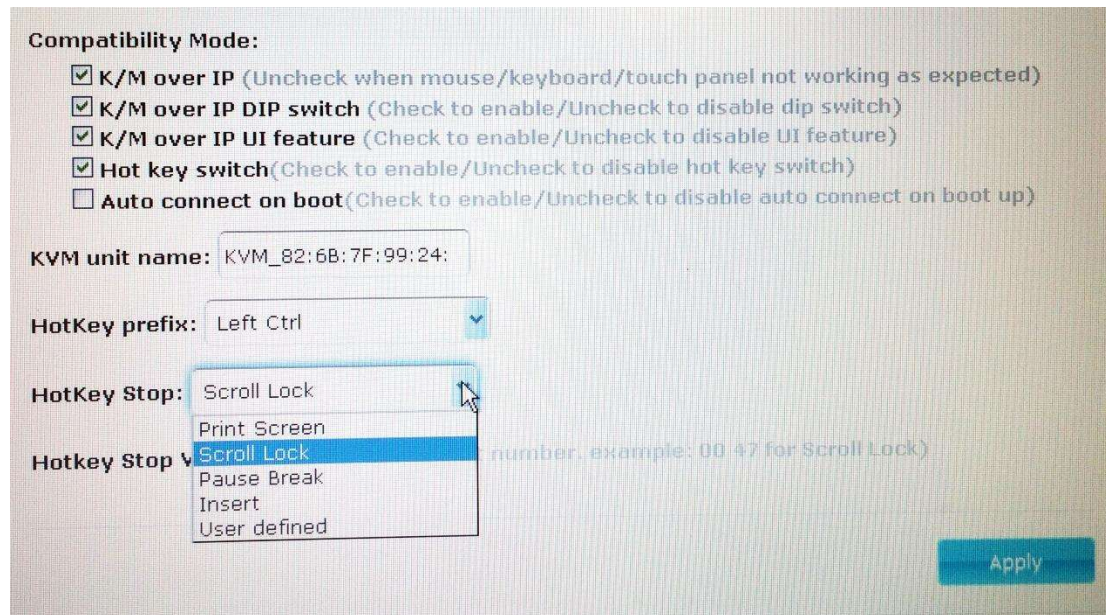 Compatibility Mode:
K/M over IP (Uncheck when mouse/keyboard/touch panel not working as expected)
K/M over IP DIP switch (Check to enable/Uncheck to disable dip switch)
K/M over IP UI feature (Check to enable/Uncheck to disable UI feature)
Hot key switch(Check to enable/Uncheck to disable hot key switch)
Auto connect on boot(Check to enable/Uncheck to disable auto connect on boot up)
KVM unit name: KVM_82:6B:7F:99:24:
HotKey prefix: Left Ctrl
HotKey Stop: Scroll Lock
Print Screen
Hotkey Stop Scroll Lock number, example: 00 47 for Scroll Lock)
Pause Break
Insert
User defined
Apply